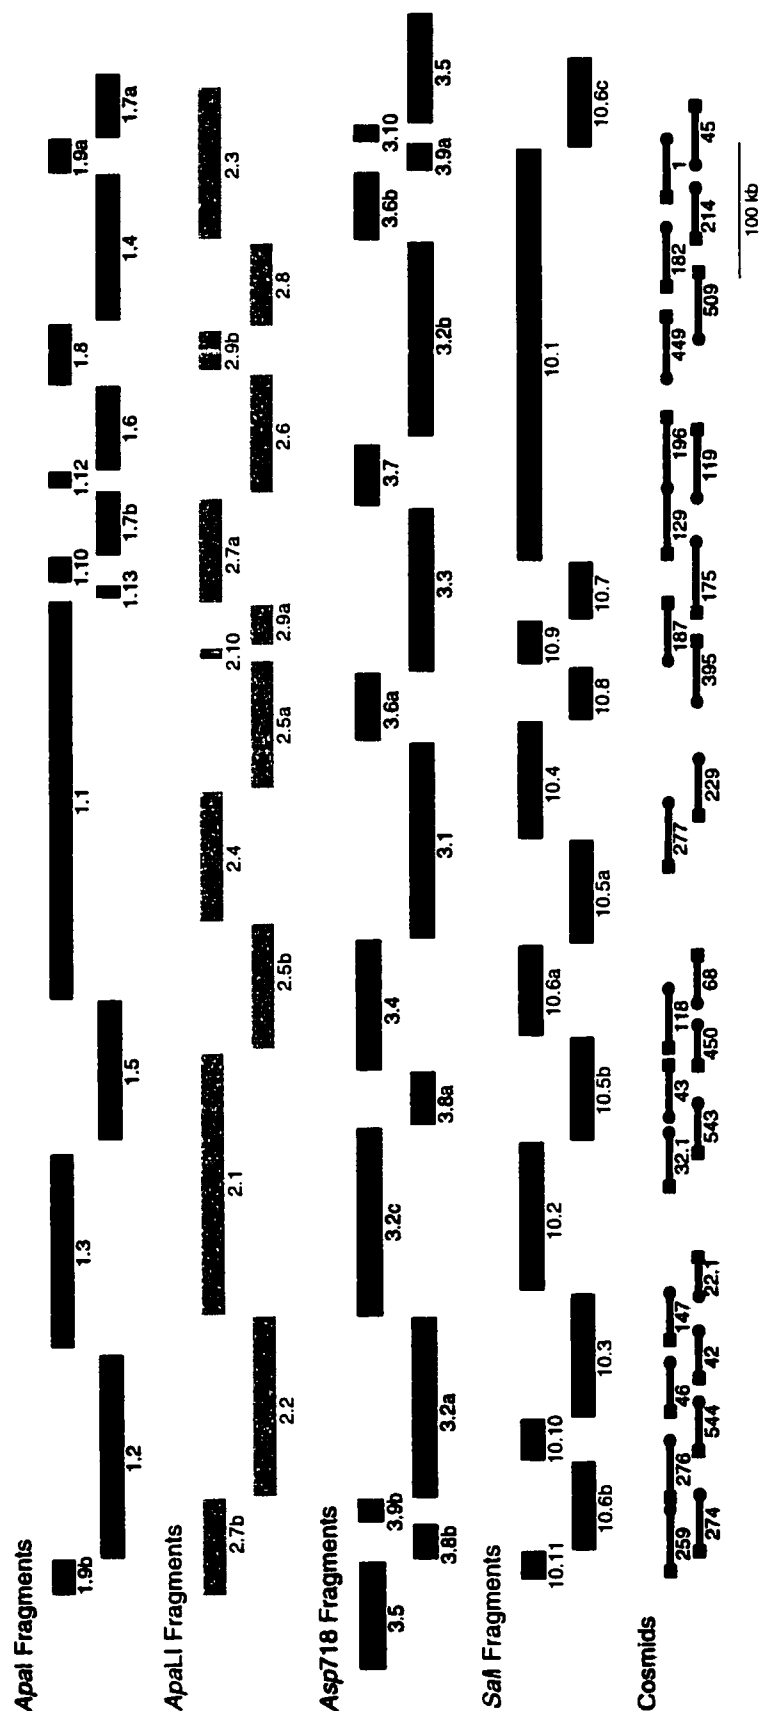 ApaI Fragments
1.9b 1.2 1.3 1.5 1.1 1.13 1.10 1.7b 1.12 1.6 1.8 1.4 1.9a 1.7a
ApaLI Fragments
2.7b 2.2 2.1 2.5b 2.4 2.5a 2.10 2.9a 2.7a 2.6 2.9b 2.8 2.3
Asp718 Fragments
3.5 3.8b 3.9b 3.2a 3.2c 3.8a 3.4 3.1 3.6a 3.3 3.7 3.2b 3.6b 3.9a 3.10 3.5
SalI Fragments
10.11 10.6b 10.10 10.3 10.2 10.5b 10.6a 10.5a 10.4 10.8 10.9 10.7 10.1 10.6c
Cosmids
259 276 46 147 32.1 43 118 277 187 129 196 449 182 1
274 544 42 22.1 543 450 68 229 395 175 119 509 214 45
100 kb